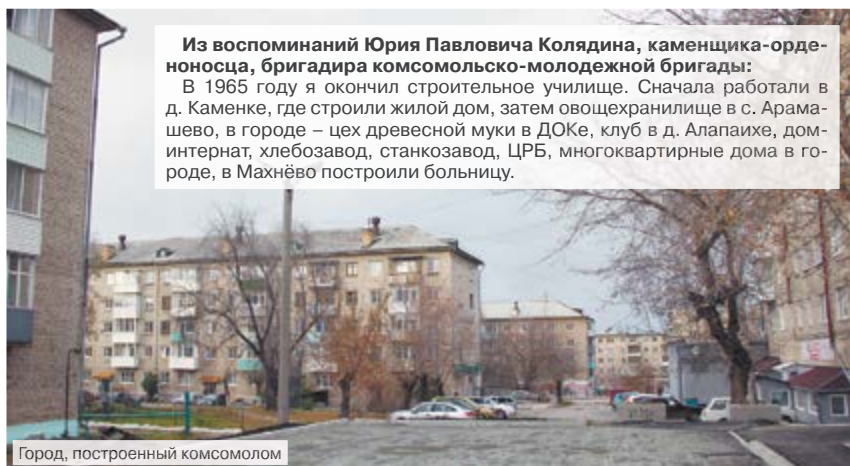 Из воспоминаний Юрия Павловича Колядина, каменщика-орде-
ноносца, бригадира комсомольско-молодежной бригады:
В 1965 году я окончил строительное училище. Сначала работали в
д. Каменке, где строили жилой дом, затем овощехранилище в с. Арама-
шево, в городе – цех древесной муки в ДОКе, клуб в д. Алапаихе, дом-
интернат, хлебозавод, станкозавод, ЦРБ, многоквартирные дома в го-
роде, в Махнёво построили больницу.
Город, построенный комсомолом